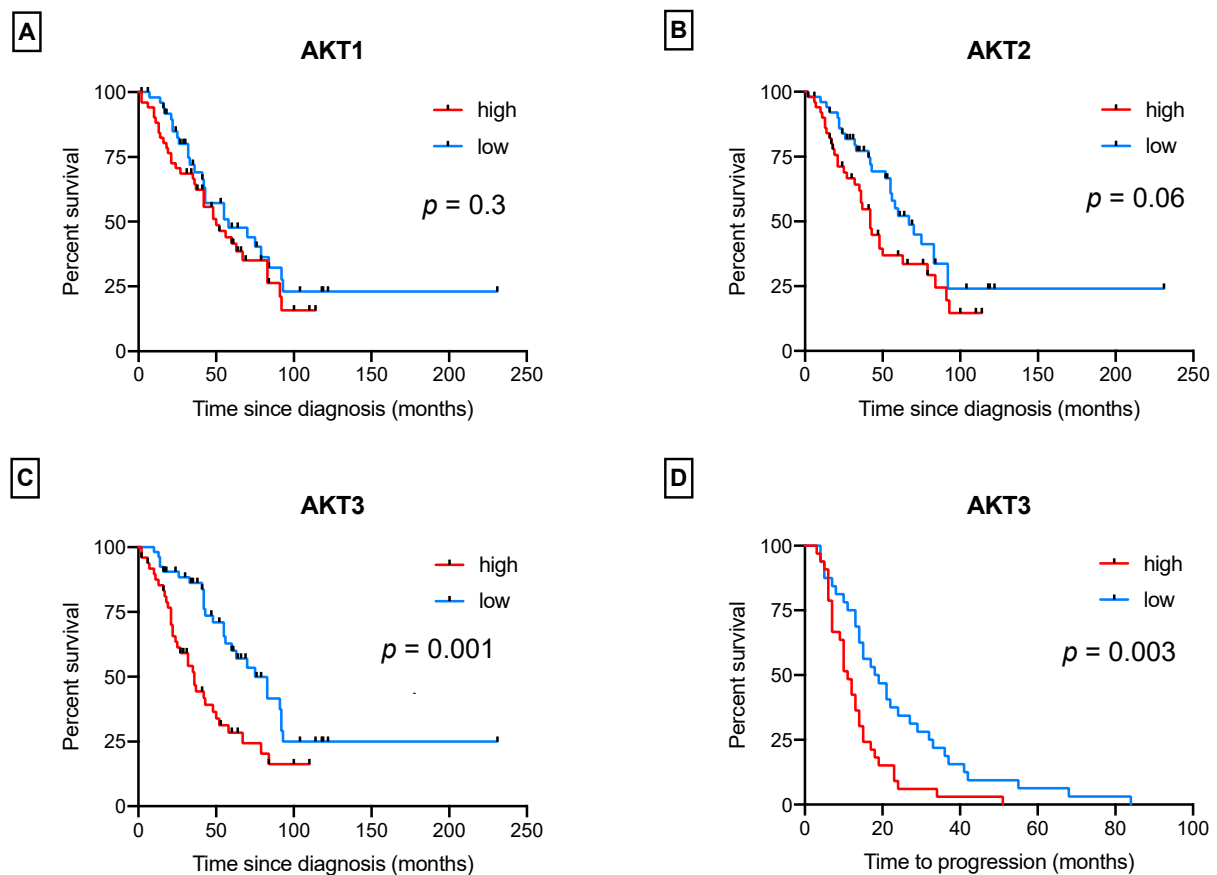 A
AKT1
Percent survival
100
75
50
25
0
high
low
p = 0.3
0 50 100 150 200 250
Time since diagnosis (months)
B
AKT2
Percent survival
100
75
50
25
0
high
low
p = 0.06
0 50 100 150 200 250
Time since diagnosis (months)
C
AKT3
Percent survival
100
75
50
25
0
high
low
p = 0.001
0 50 100 150 200 250
Time since diagnosis (months)
D
AKT3
Percent survival
100
75
50
25
0
high
low
p = 0.003
0 20 40 60 80 100
Time to progression (months)